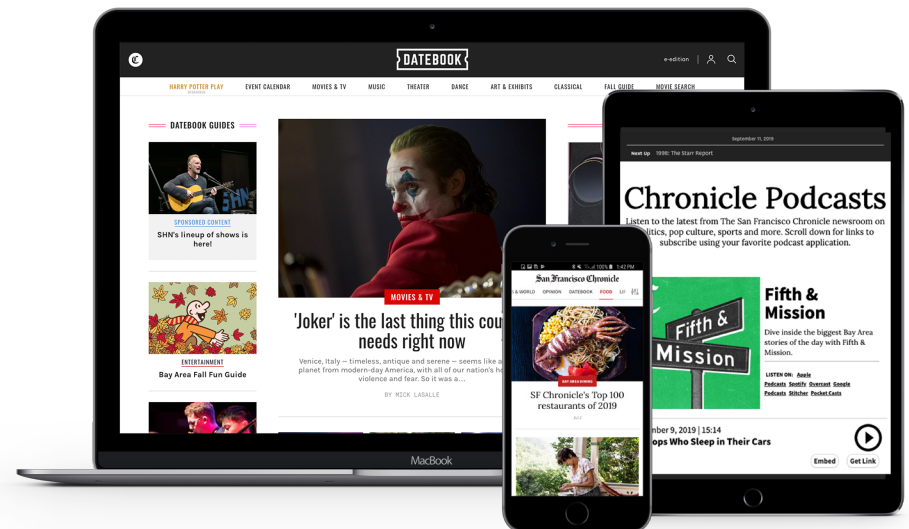 DATEBOOK
e-edition
HARRY POTTER PLAY
EVENT CALENDAR
MOVIES & TV
MUSIC
THEATER
DANCE
ART & EXHIBITS
CLASSICAL
FALL GUIDE
MOVIE SEARCH
DATEBOOK GUIDES
SHN
SPONSORED CONTENT
SHN's lineup of shows is
here!
ENTERTAINMENT
Bay Area Fall Fun Guide
MOVIES & TV
'Joker' is the last thing this cou
needs right now
Venice, Italy — timeless, antique and serene — seems like a
planet from modern-day America, with all of our nation's he
violence and fear. So it was a...
BY MICK LASALLE
MacBook
1:42 PM
San Francisco Chronicle
& WORLD
OPINION
DATEBOOK
FOOD
BAY AREA DINING
SF Chronicle's Top 100
restaurants of 2019
September 11, 2019
Next Up 1998: The Starr Report
Chronicle Podcasts
Listen to the latest from The San Francisco Chronicle newsroom on
litics, pop culture, sports and more. Scroll down for links to
subscribe using your favorite podcast application.
Fifth &
Mission
Fifth &
Mission
Dive inside the biggest Bay Area
stories of the day with Fifth &
Mission.
LISTEN ON: Apple
Podcasts Spotify Overcast Google
Podcasts Stitcher Pocket Casts
mber 9, 2019 | 15:14
ops Who Sleep in Their Cars
Embed
Get Link